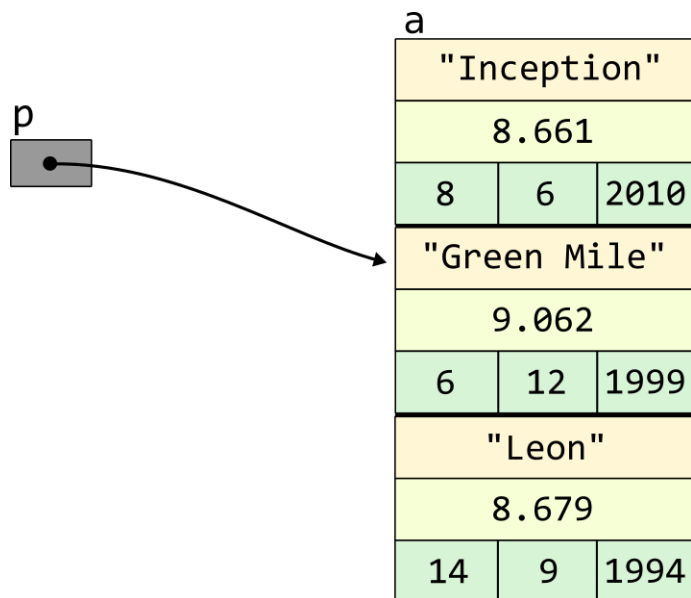 a
"Inception"
p
8.661
8 6 2010
"Green Mile"
9.062
6 12 1999
"Leon"
8.679
14 9 1994